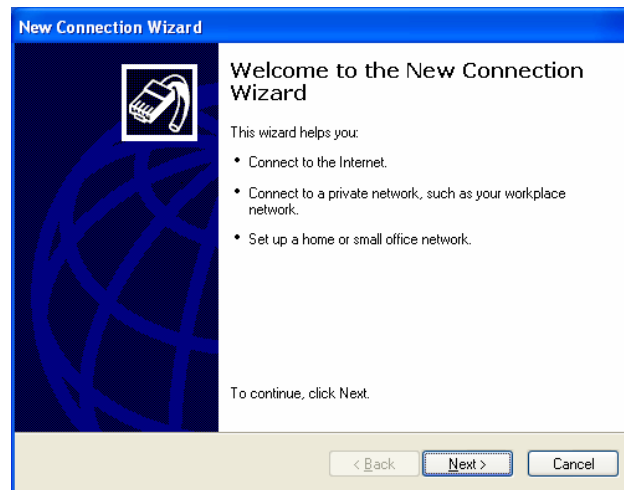 New Connection Wizard
Welcome to the New Connection
Wizard
This wizard helps you:
• Connect to the Internet.
• Connect to a private network, such as your workplace
network.
• Set up a home or small office network.
To continue, click Next.
< Back Next > Cancel